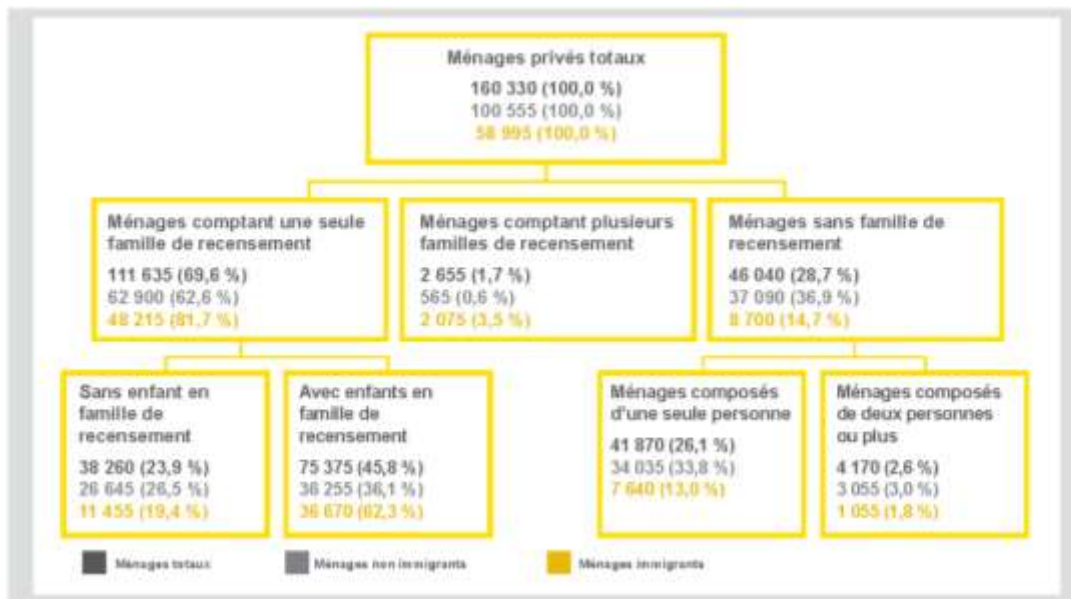 Ménages privés totaux
160 330 (100,0 %)
100 555 (100,0 %)
58 995 (100,0 %)
Ménages comptant une seule
famille de recensement
111 635 (69,6 %)
62 900 (62,6 %)
48 215 (81,7 %)
Ménages comptant plusieurs
familles de recensement
2 655 (1,7 %)
565 (0,6 %)
2 075 (3,5 %)
Ménages sans famille de
recensement
46 040 (28,7 %)
37 090 (36,9 %)
8 700 (14,7 %)
Sans enfant en
famille de
recensement
38 260 (23,9 %)
26 645 (26,5 %)
11 455 (19,4 %)
Avec enfants en
famille de
recensement
75 375 (45,8 %)
36 255 (36,1 %)
36 670 (62,3 %)
Ménages composés
d'une seule personne
41 870 (26,1 %)
34 035 (33,8 %)
7 640 (13,0 %)
Ménages composés
de deux personnes
ou plus
4 170 (2,6 %)
3 055 (3,0 %)
1 055 (1,8 %)
Ménages totaux
Ménages non immigrants
Ménages immigrants